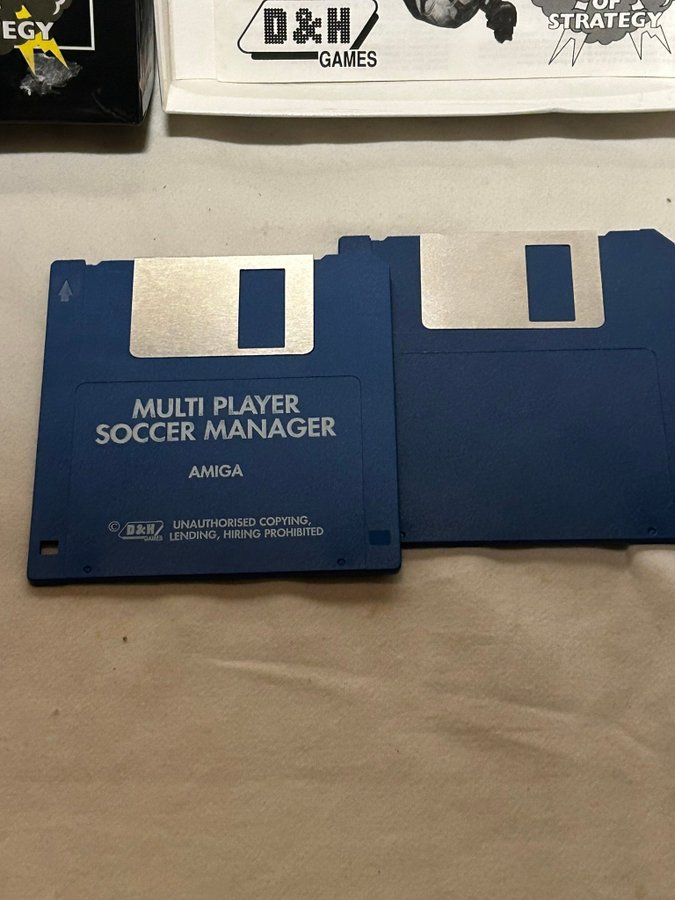 EGY
D&H
GAMES
OF
STRATEGY
MULTI PLAYER
SOCCER MANAGER
AMIGA
© D&H GAMES UNAUTHORISED COPYING,
LENDING, HIRING PROHIBITED